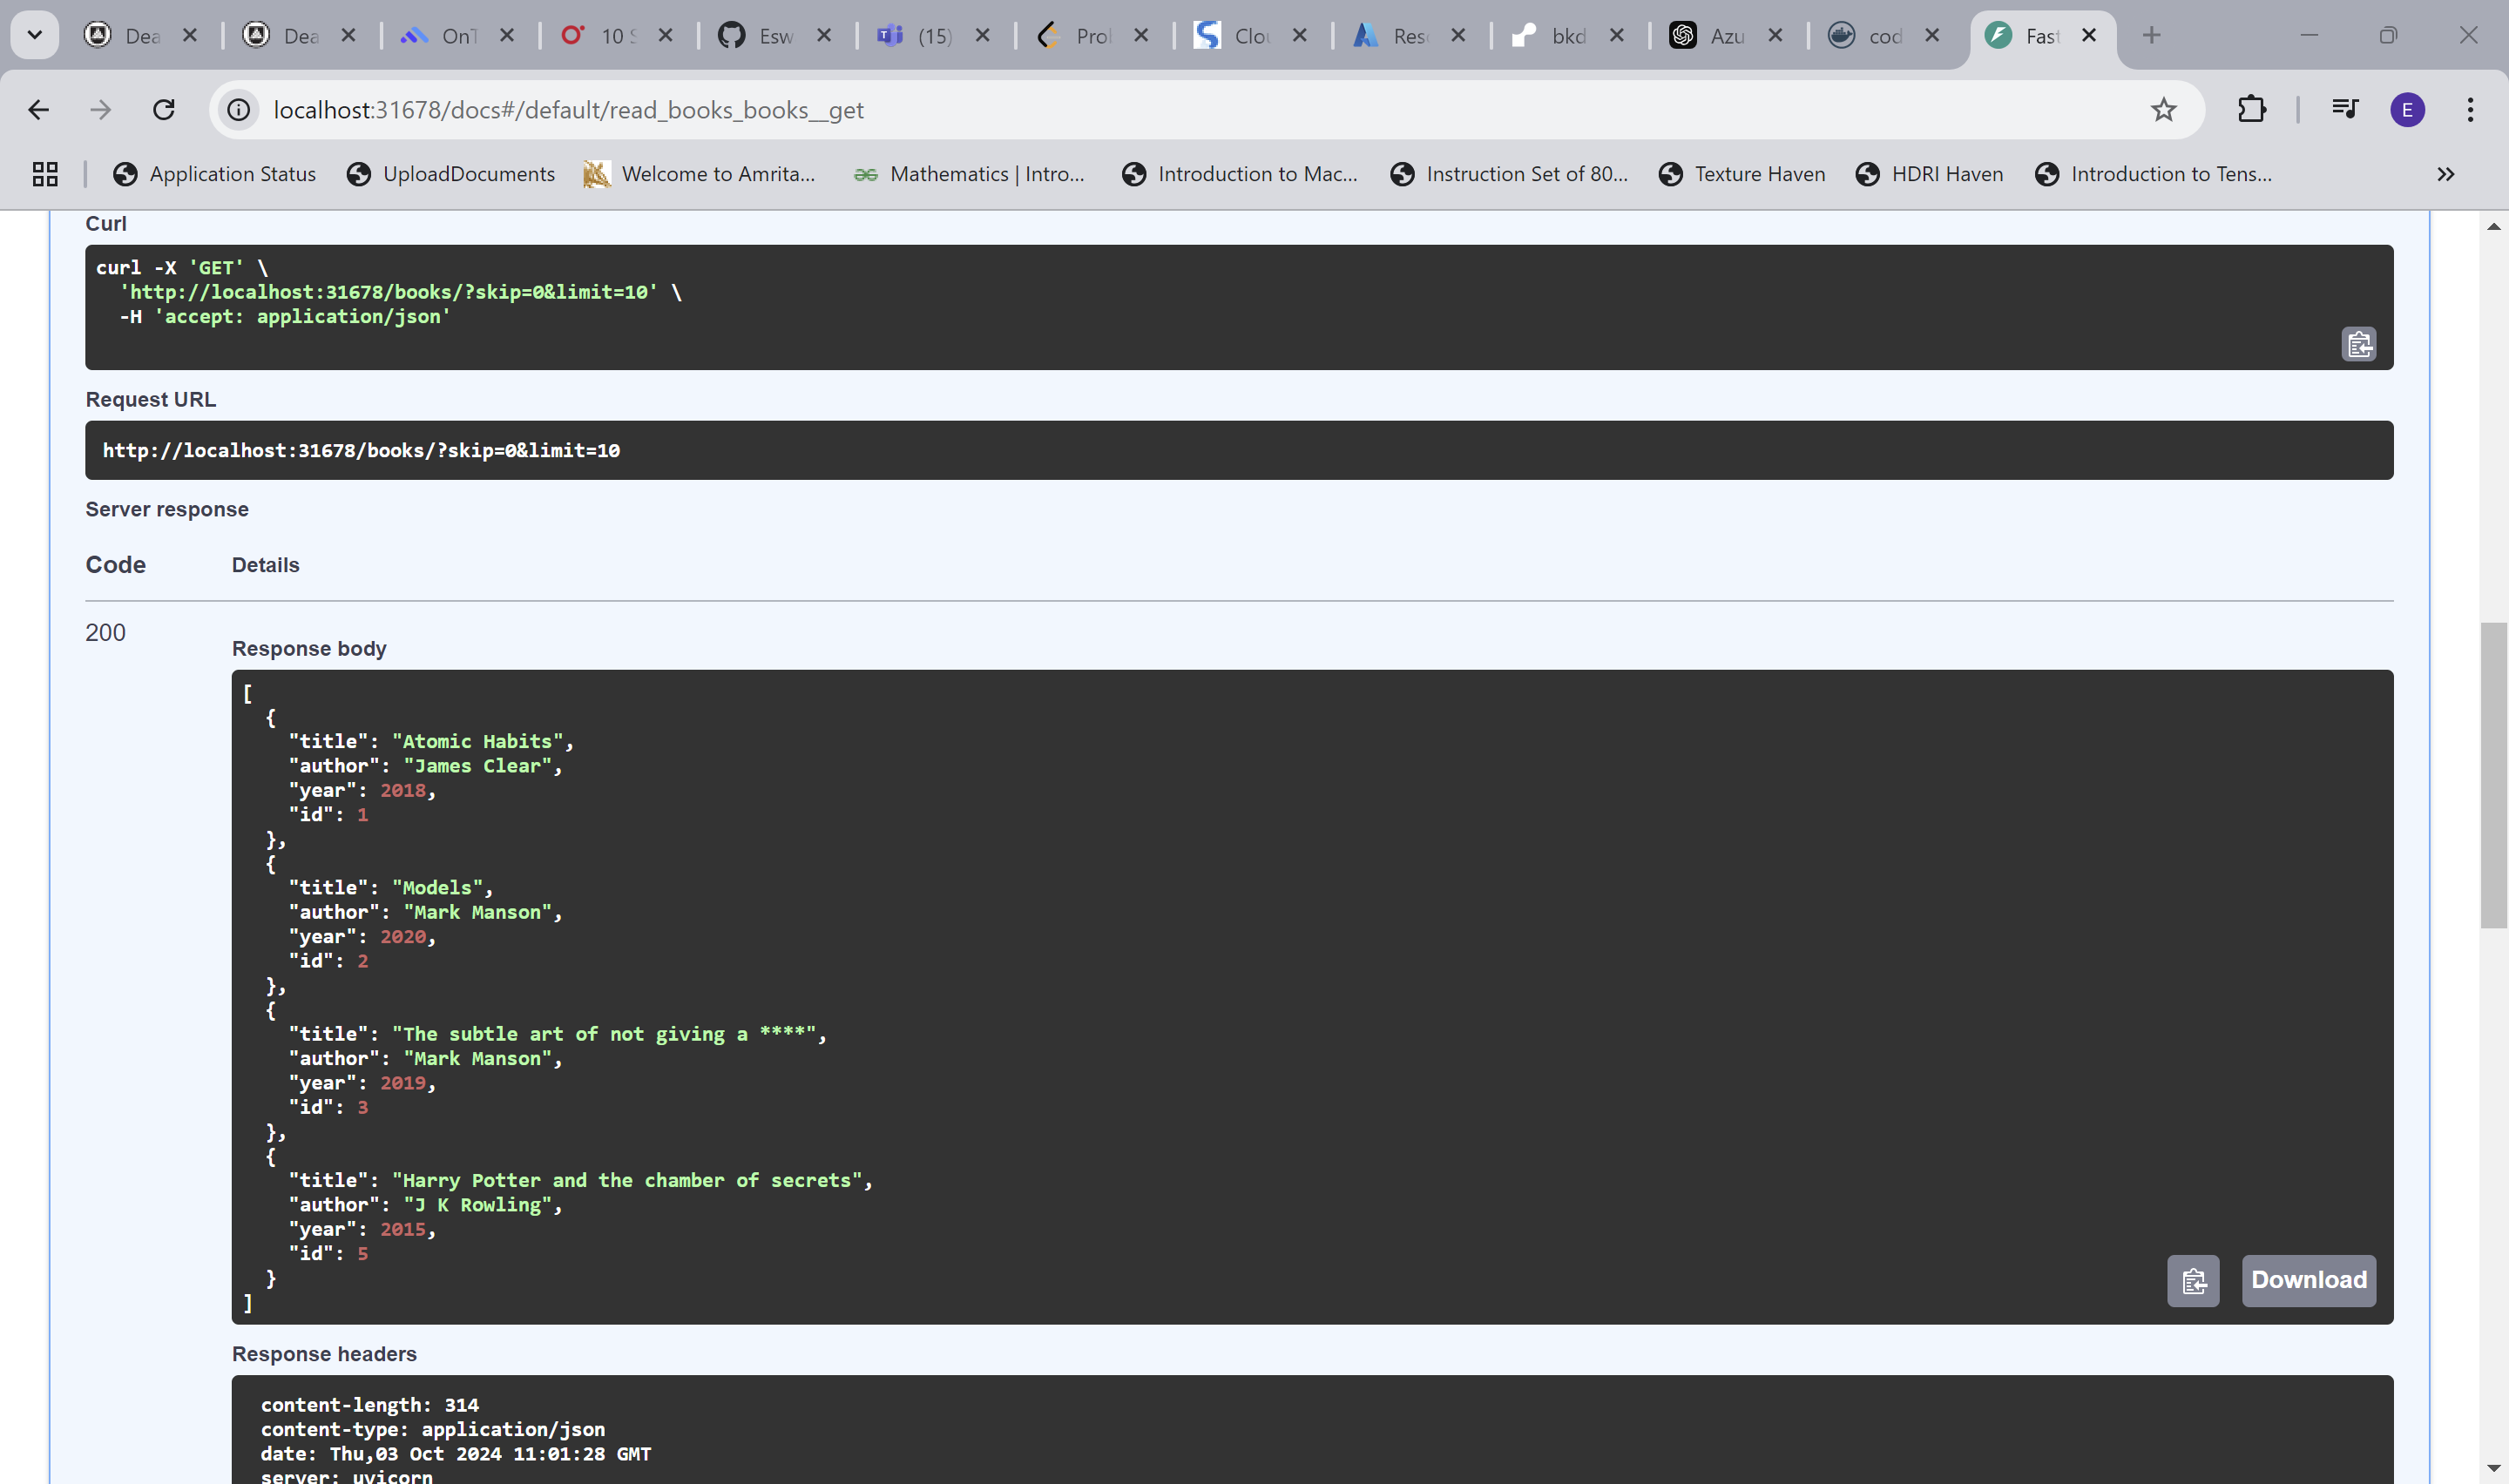 Dea
Dea
OnT
10 S
Esw
(15)
Prol
Clou
Res
bkd
Azu
cod
Fast
localhost:31678/docs#/default/read_books_books__get
E
Application Status
UploadDocuments
Welcome to Amrita...
Mathematics | Intro...
Introduction to Mac...
Instruction Set of 80...
Texture Haven
HDRI Haven
Introduction to Tens...
Curl
curl -X 'GET' \
'http://localhost:31678/books/?skip=0&limit=10' \
-H 'accept: application/json'
Request URL
http://localhost:31678/books/?skip=0&limit=10
Server response
Code Details
200
Response body
[
{
"title": "Atomic Habits",
"author": "James Clear",
"year": 2018,
"id": 1
},
{
"title": "Models",
"author": "Mark Manson",
"year": 2020,
"id": 2
},
{
"title": "The subtle art of not giving a ****",
"author": "Mark Manson",
"year": 2019,
"id": 3
},
{
"title": "Harry Potter and the chamber of secrets",
"author": "J K Rowling",
"year": 2015,
"id": 5
}
]
Download
Response headers
content-length: 314
content-type: application/json
date: Thu,03 Oct 2024 11:01:28 GMT
server: uvicorn